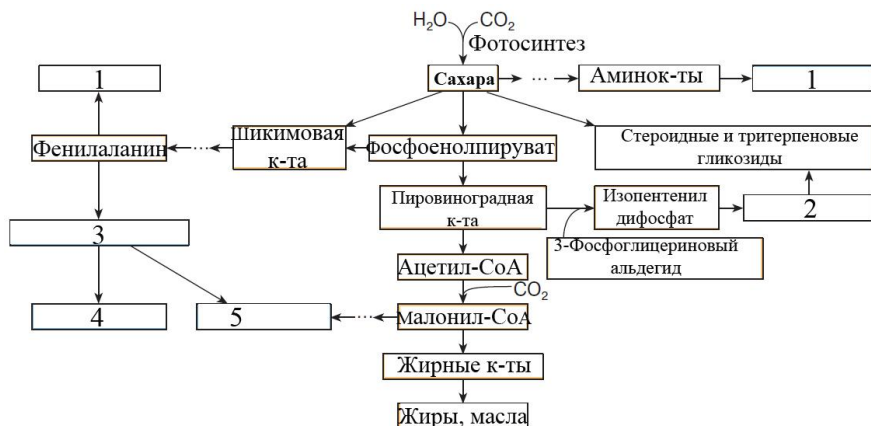 H₂O CO₂
Фотосинтез
1
Сахара
...
Аминок-ты
1
Фенилаланин
...
Шикимовая
к-та
Фосфоенолпируват
Стероидные и тритерпеновые
гликозиды
3
Пировиноградная
к-та
Изопентенил
дифосфат
2
3-Фосфоглицериновый
альдегид
Ацетил-CoA
CO₂
4
5
...
Малонил-CoA
Жирные к-ты
Жиры, масла